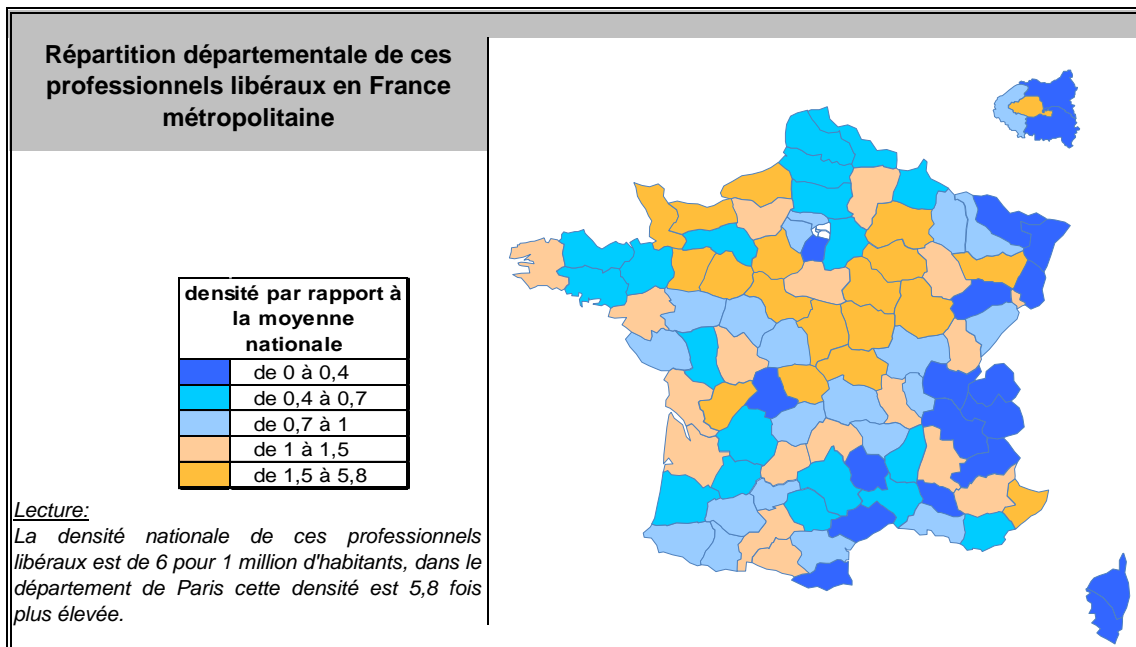 Répartition départementale de ces
professionnels libéraux en France
métropolitaine
densité par rapport à
la moyenne
nationale
de 0 à 0,4
de 0,4 à 0,7
de 0,7 à 1
de 1 à 1,5
de 1,5 à 5,8
Lecture:
La densité nationale de ces professionnels
libéraux est de 6 pour 1 million d'habitants, dans le
département de Paris cette densité est 5,8 fois
plus élevée.